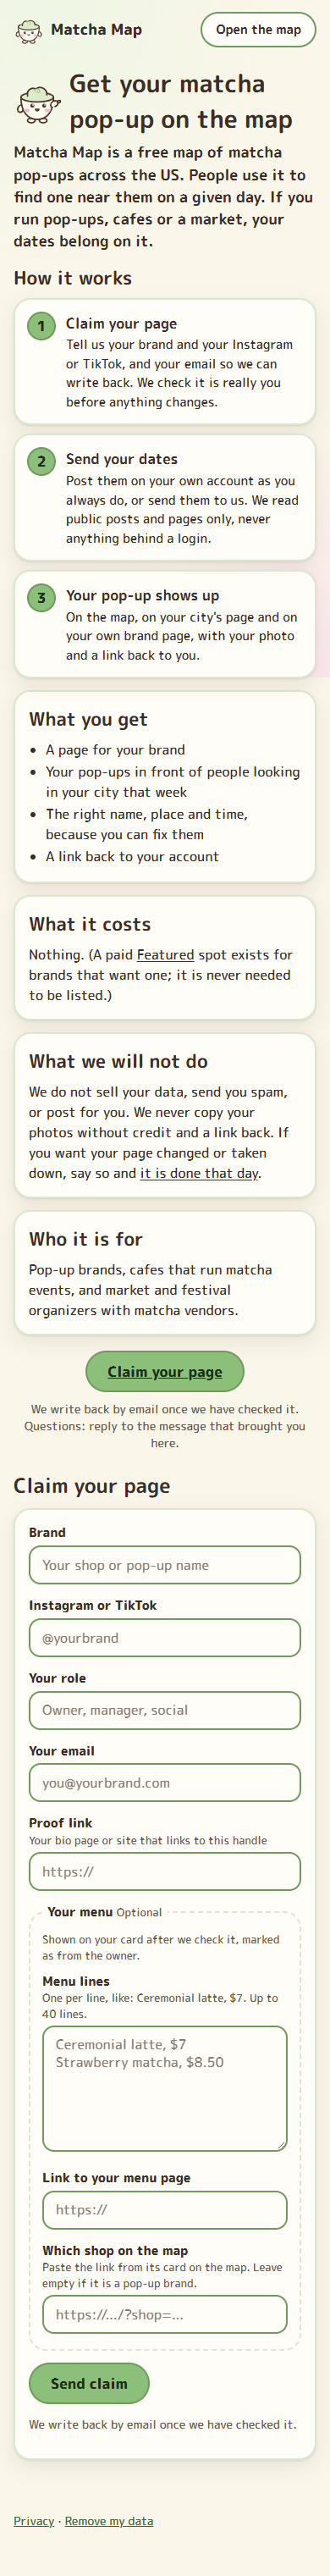 Matcha Map
Open the map
Get your matcha
pop-up on the map
Matcha Map is a free map of matcha
pop-ups across the US. People use it to
find one near them on a given day. If you
run pop-ups, cafes or a market, your
dates belong on it.
How it works
1
Claim your page
Tell us your brand and your Instagram
or TikTok, and your email so we can
write back. We check it is really you
before anything changes.
2
Send your dates
Post them on your own account as you
always do, or send them to us. We read
public posts and pages only, never
anything behind a login.
3
Your pop-up shows up
On the map, on your city's page and on
your own brand page, with your photo
and a link back to you.
What you get
• A page for your brand
• Your pop-ups in front of people looking
in your city that week
• The right name, place and time,
because you can fix them
• A link back to your account
What it costs
Nothing. (A paid Featured spot exists for
brands that want one; it is never needed
to be listed.)
What we will not do
We do not sell your data, send you spam,
or post for you. We never copy your
photos without credit and a link back. If
you want your page changed or taken
down, say so and it is done that day.
Who it is for
Pop-up brands, cafes that run matcha
events, and market and festival
organizers with matcha vendors.
Claim your page
We write back by email once we have checked it.
Questions: reply to the message that brought you
here.
Claim your page
Brand
Your shop or pop-up name
Instagram or TikTok
@yourbrand
Your role
Owner, manager, social
Your email
you@yourbrand.com
Proof link
Your bio page or site that links to this handle
https://
Your menu Optional
Shown on your card after we check it, marked
as from the owner.
Menu lines
One per line, like: Ceremonial latte, $7. Up to
40 lines.
Ceremonial latte, $7
Strawberry matcha, $8.50
Link to your menu page
https://
Which shop on the map
Paste the link from its card on the map. Leave
empty if it is a pop-up brand.
https://.../?shop=...
Send claim
We write back by email once we have checked it.
Privacy · Remove my data